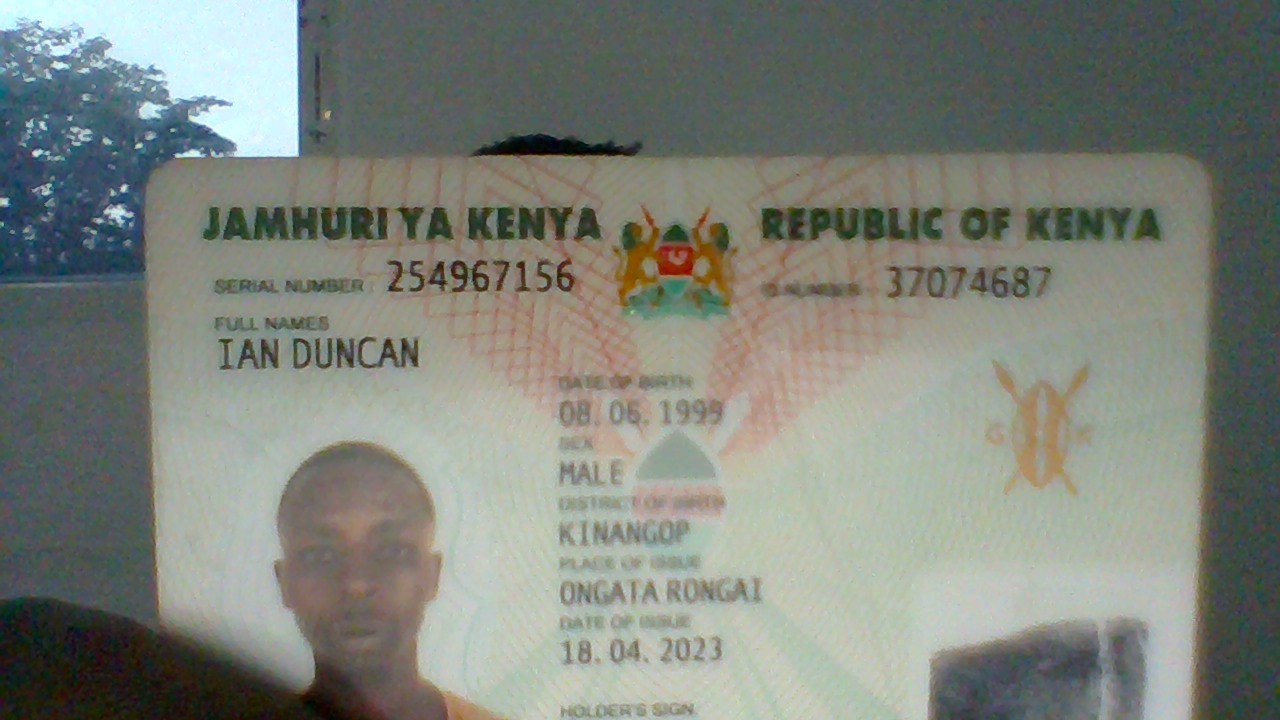 JAMHURI YA KENYA REPUBLIC OF KENYA
SERIAL NUMBER : 254967156 ID NUMBER: 37074687
FULL NAMES
IAN DUNCAN
DATE OF BIRTH
08. 06. 1999
SEX
MALE
DISTRICT OF BIRTH
KINANGOP
PLACE OF ISSUE
ONGATA RONGAI
DATE OF ISSUE
18. 04. 2023
HOLDER'S SIGN.
G K